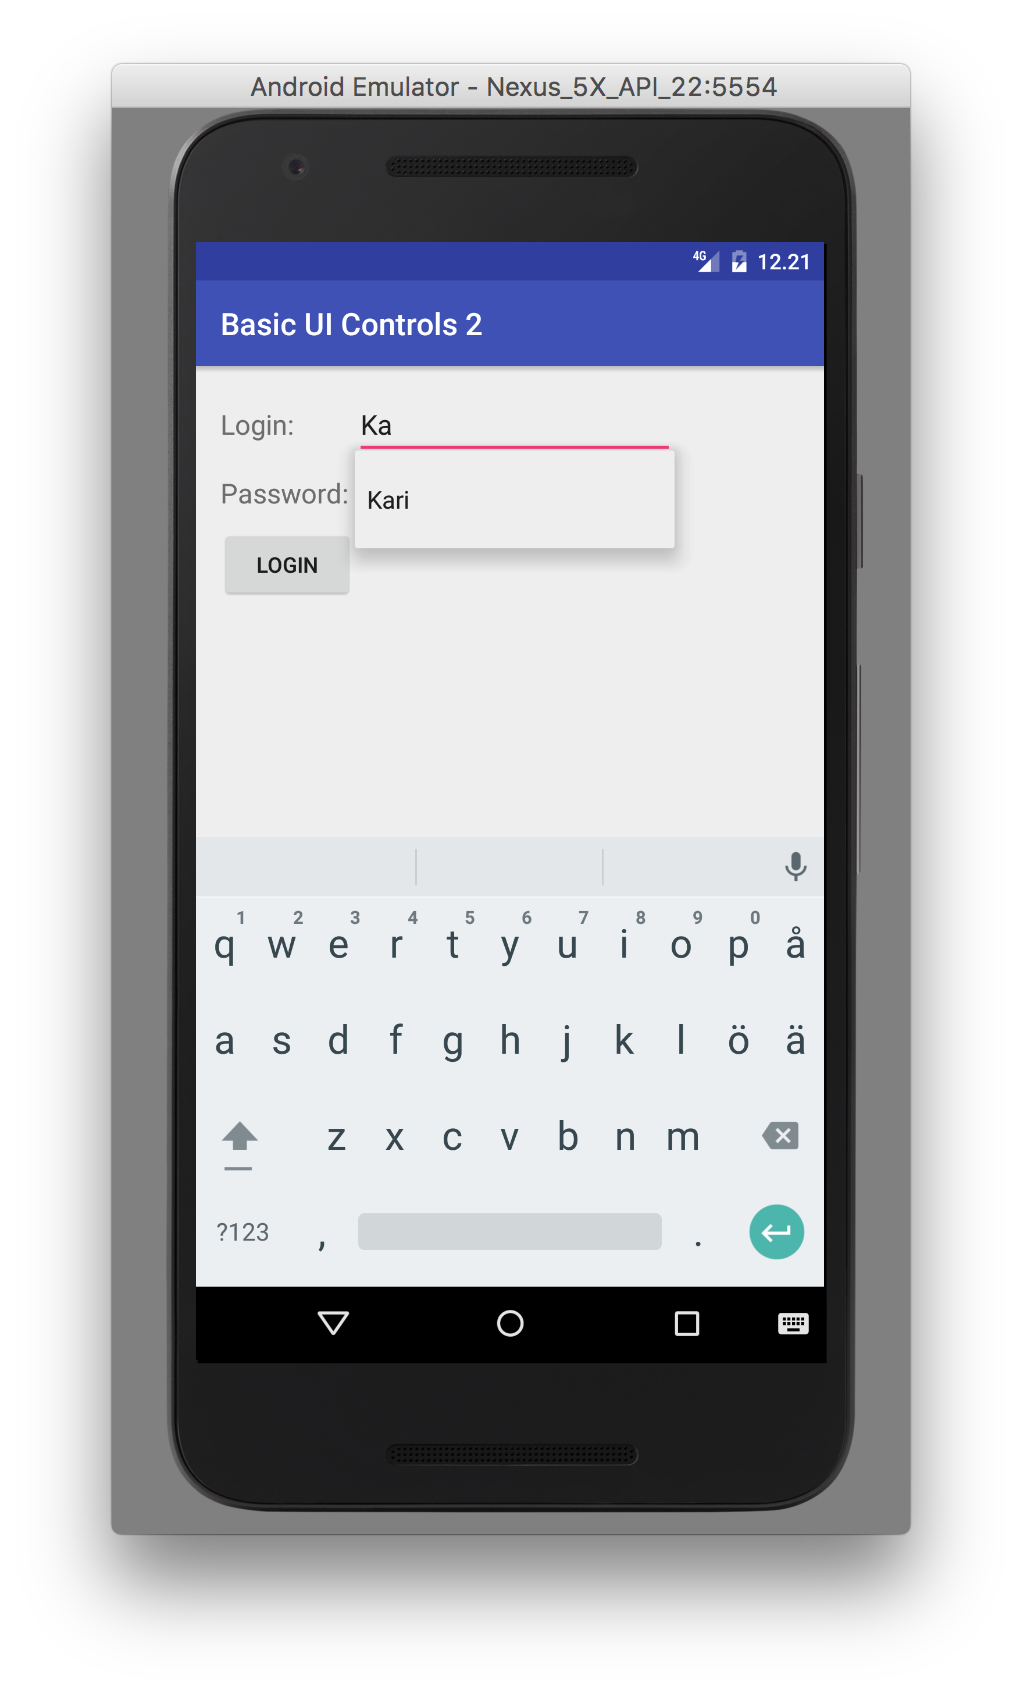 Android Emulator - Nexus_5X_API_22:5554
4G 12.21
Basic UI Controls 2
Login: Ka
Password:
Kari
LOGIN
1 2 3 4 5 6 7 8 9 0
q w e r t y u i o p å
a s d f g h j k l ö ä
z x c v b n m
?123 , .